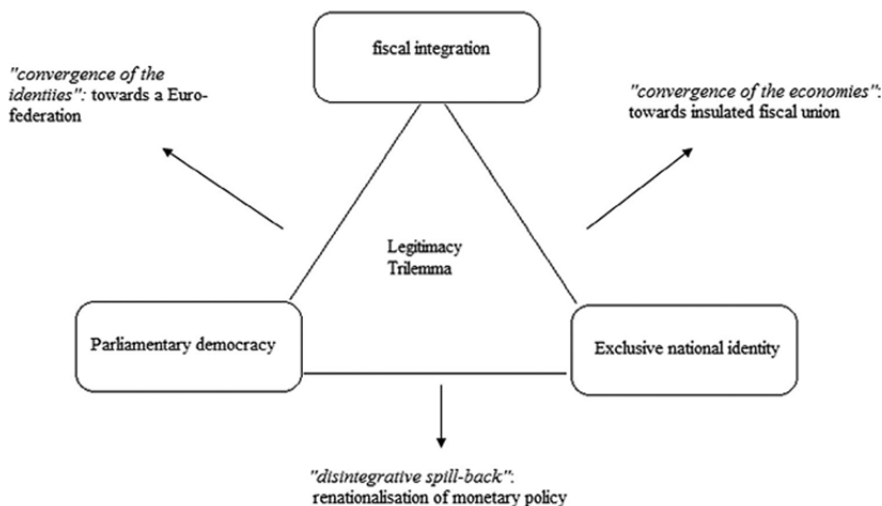 fiscal integration
"convergence of the
identiies": towards a Euro-
federation
"convergence of the economies":
towards insulated fiscal union
Legitimacy
Trilemma
Parliamentary democracy
Exclusive national identity
"disintegrative spill-back":
renationalisation of monetary policy